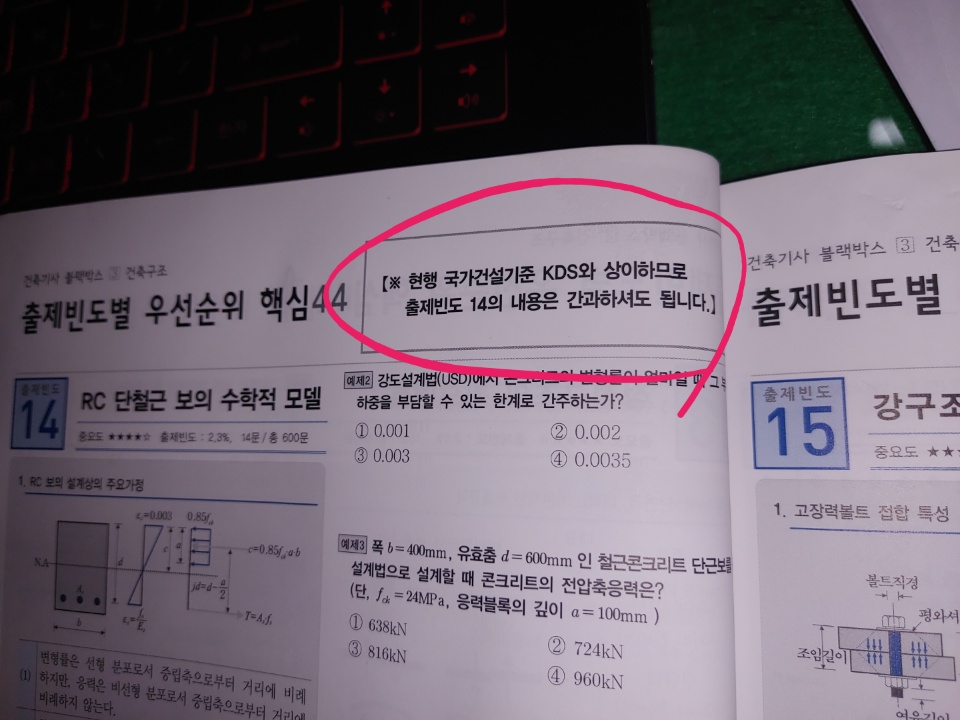 건축기사 블랙박스 3 건축구조
출제빈도별 우선순위 핵심44
[※ 현행 국가건설기준 KDS와 상이하므로
출제빈도 14의 내용은 간과하셔도 됩니다.]
출제빈도
14
RC 단철근 보의 수학적 모델
중요도 ★★★★☆ 출제빈도 : 2.3%, 14문 / 총 600문
1. RC 보의 설계상의 주요가정
εc=0.003
0.85fck
c
a
d
c=0.85fck·a·b
N.A
jd=d-a/2
As
T=As·fy
b
(1) 변형률은 선형 분포로서 중립축으로부터 거리에 비례
하지만, 응력은 비선형 분포로서 중립축으로부터 거리에
비례하지 않는다.
예제2 강도설계법(USD)에서 콘크리트의 변형률이 얼마일 때 그 부
하중을 부담할 수 있는 한계로 간주하는가?
① 0.001
② 0.002
③ 0.003
④ 0.0035
예제3 폭 b=400mm, 유효춤 d=600mm 인 철근콘크리트 단근보를
설계법으로 설계할 때 콘크리트의 전압축응력은?
(단, fck=24MPa, 응력블록의 깊이 a=100mm)
① 638kN
② 724kN
③ 816kN
④ 960kN
건축기사 블랙박스 3 건축
출제빈도별
출제빈도
15
강구조
중요도 ★★
1. 고장력볼트 접합 특성
볼트직경
평와셔
조임길이
여유길이